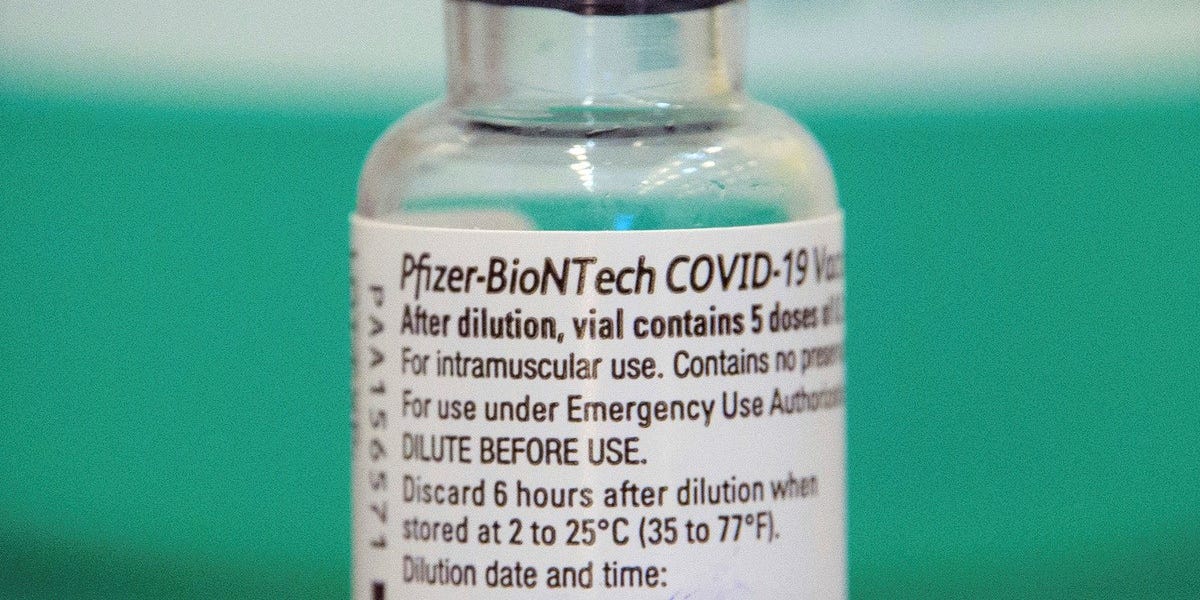 Pfizer-BioNTech COVID-19
After dilution, vial contains 5 doses
For intramuscular use. Contains no
For use under Emergency Use
DILUTE BEFORE USE.
Discard 6 hours after dilution when
stored at 2 to 25°C (35 to 77°F).
Dilution date and time:
PAA156571